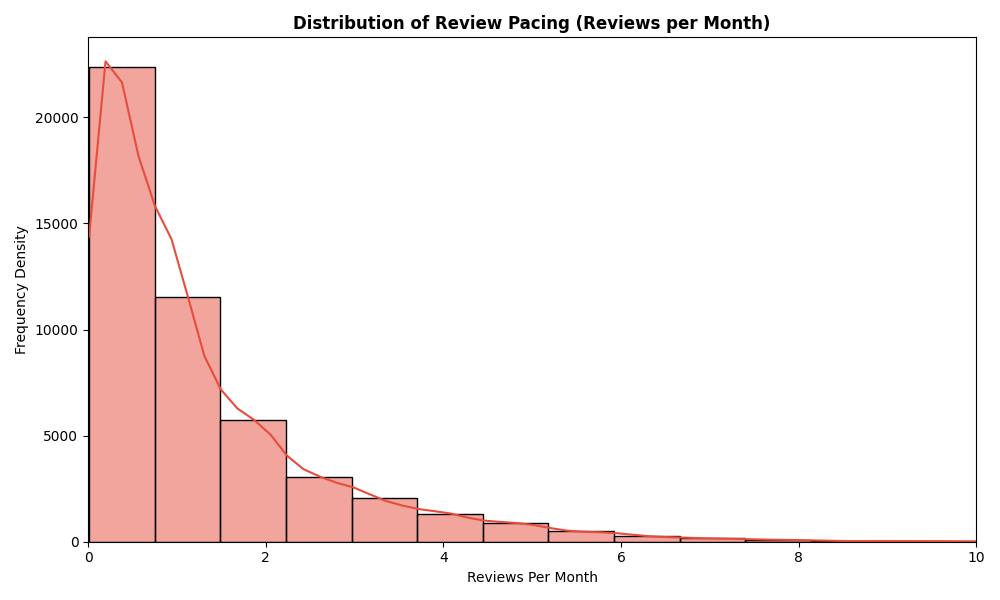 Distribution of Review Pacing (Reviews per Month)
Frequency Density
20000
15000
10000
5000
0
0 2 4 6 8 10
Reviews Per Month